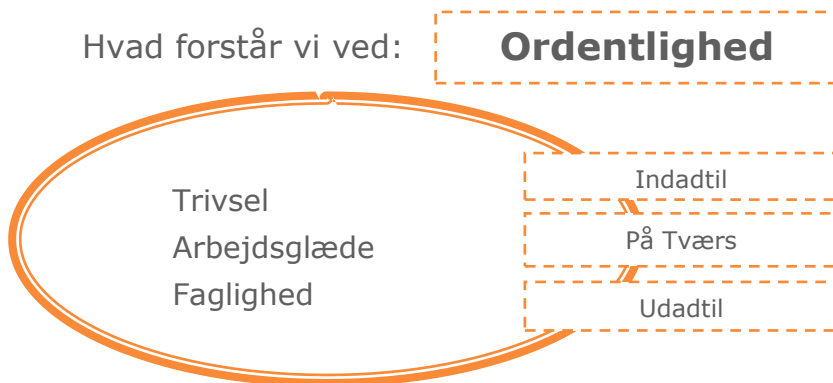 Hvad forstår vi ved:
Ordentlighed
Trivsel
Arbejdsglæde
Faglighed
Indadtil
På Tværs
Udadtil